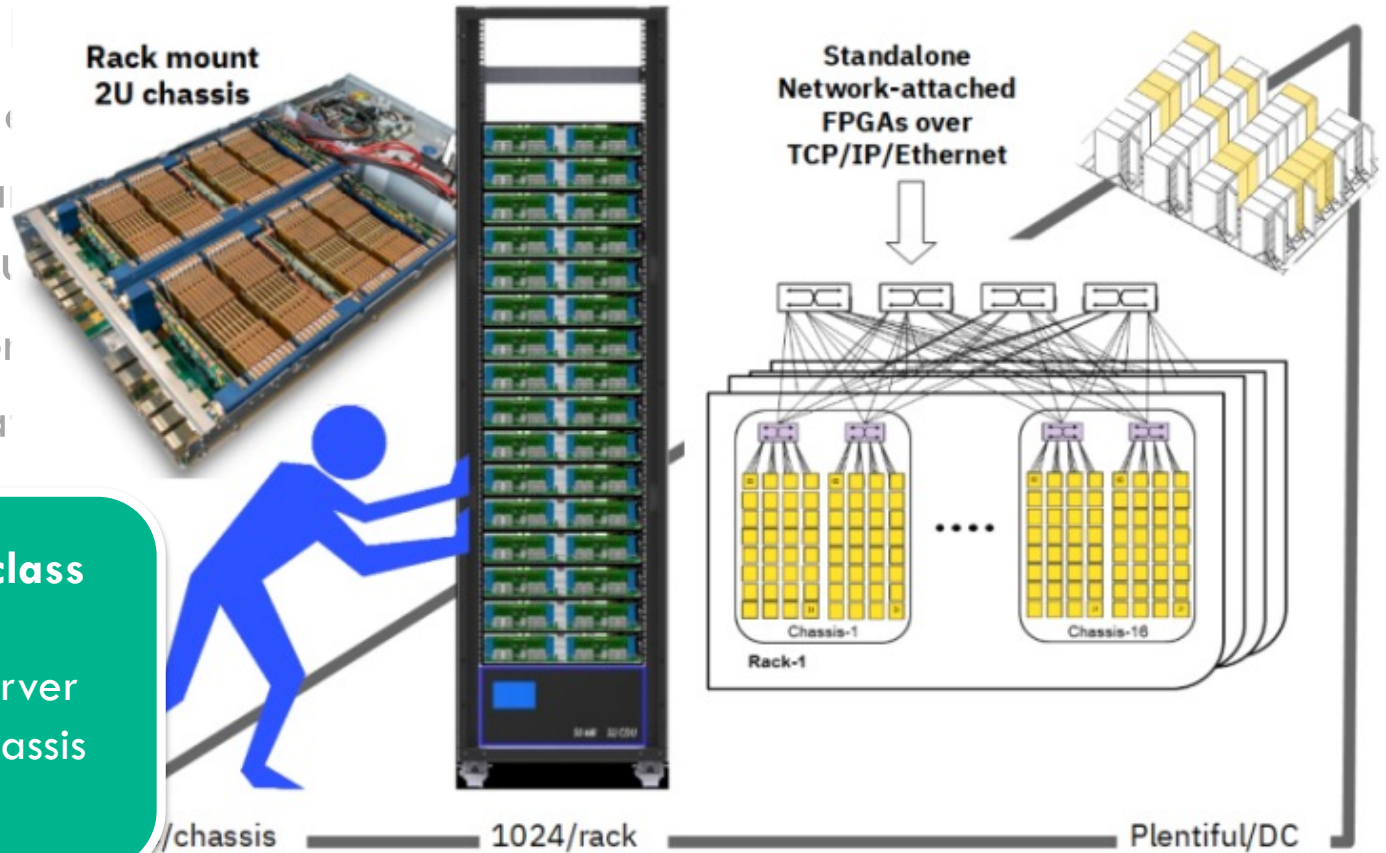 Rack mount
2U chassis
Standalone
Network-attached
FPGAs over
TCP/IP/Ethernet
class
rver
assis
Chassis-1
Chassis-16
Rack-1
/chassis
1024/rack
Plentiful/DC